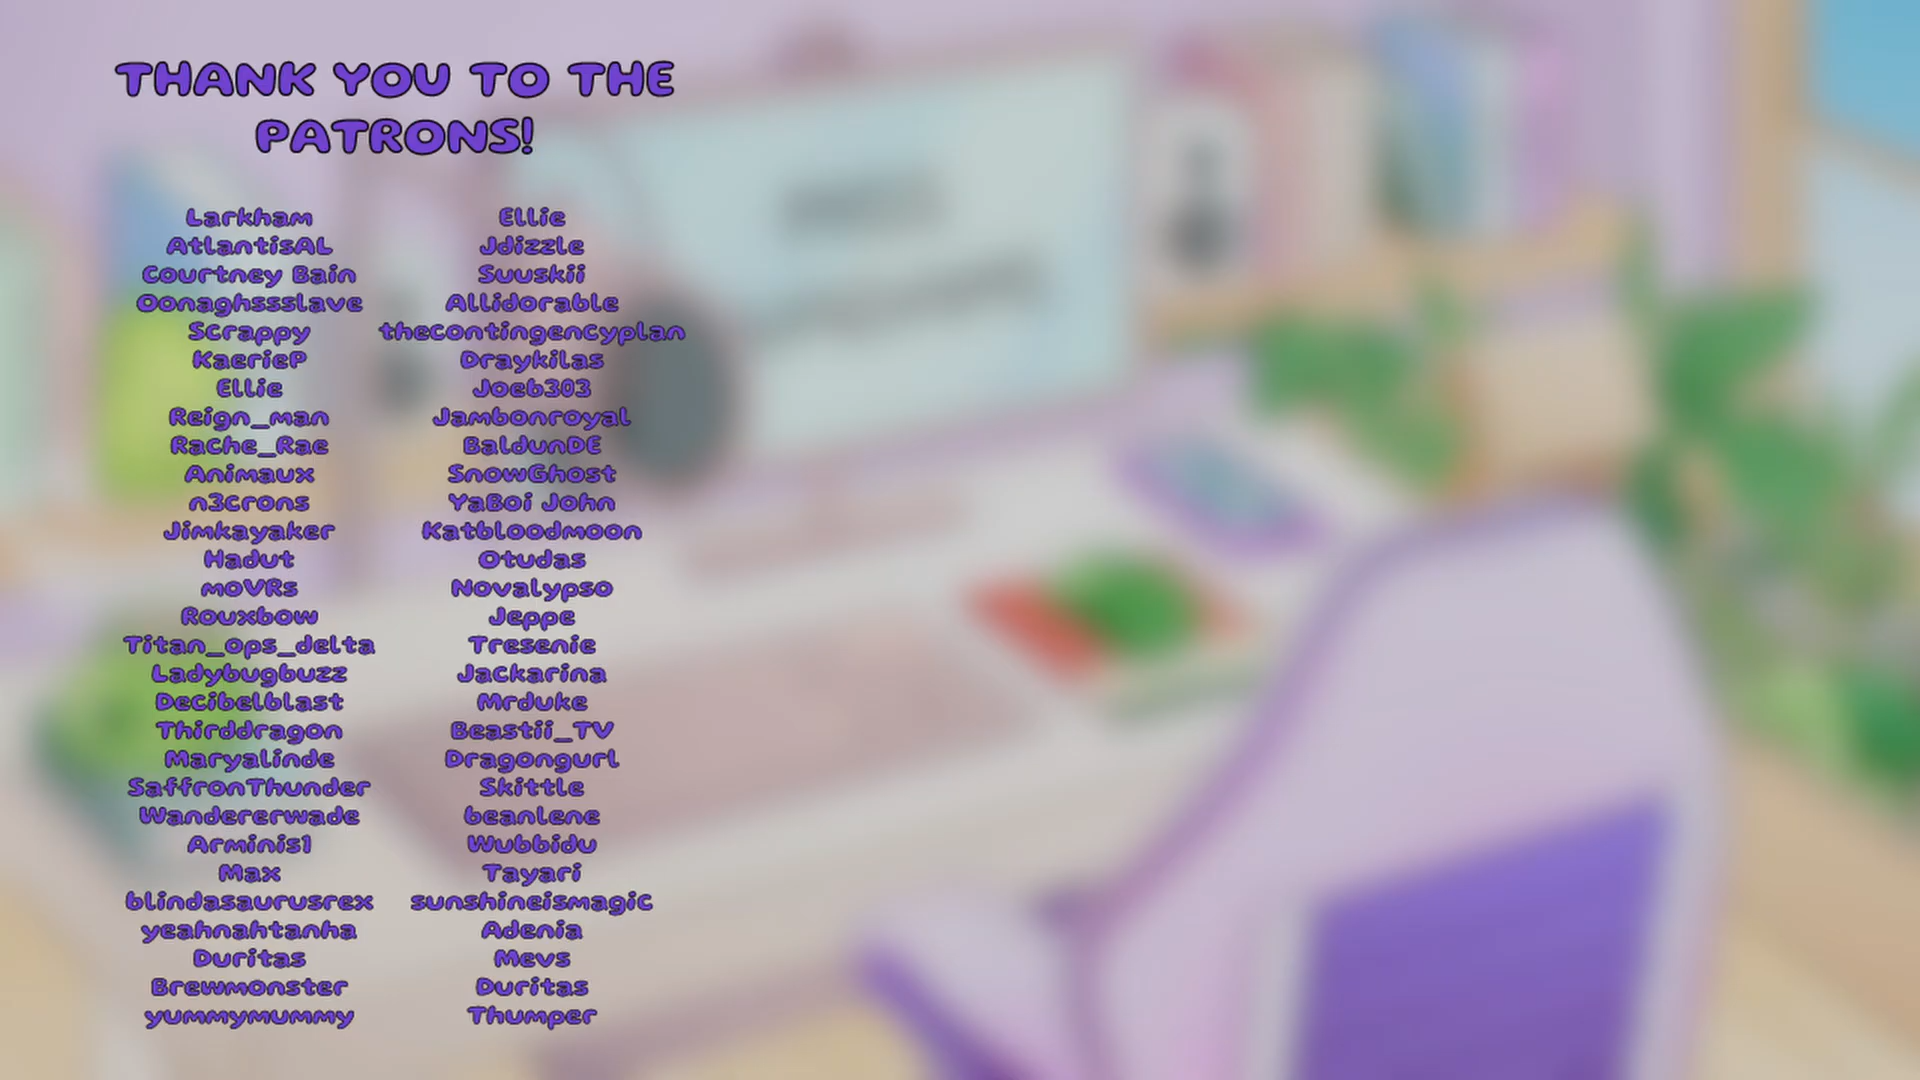 THANK YOU TO THE
PATRONS!
Larkham
AtlantisAL
Courtney Bain
Oonaghssslave
Scrappy
KaerieP
Ellie
Reign_man
Rache_Rae
Animaux
n3crons
Jimkayaker
Hadut
moVRs
Rouxbow
Titan_ops_delta
Ladybugbuzz
Decibelblast
Thirddragon
Maryalinde
SaffronThunder
Wandererwade
Arminis1
Max
blindasaurusrex
yeahnahtanha
Duritas
Brewmonster
yummymummy
Ellie
Jdizzle
Suuskii
Allidorable
thecontingencyplan
Draykilas
Joeb303
Jambonroyal
BaldunDE
SnowGhost
YaBoi John
Katbloodmoon
Otudas
Novalypso
Jeppe
Tresenie
Jackarina
Mrduke
Beastii_TV
Dragongurl
Skittle
beanlene
Wubbidu
Tayari
sunshineismagic
Adenia
Mevs
Duritas
Thumper